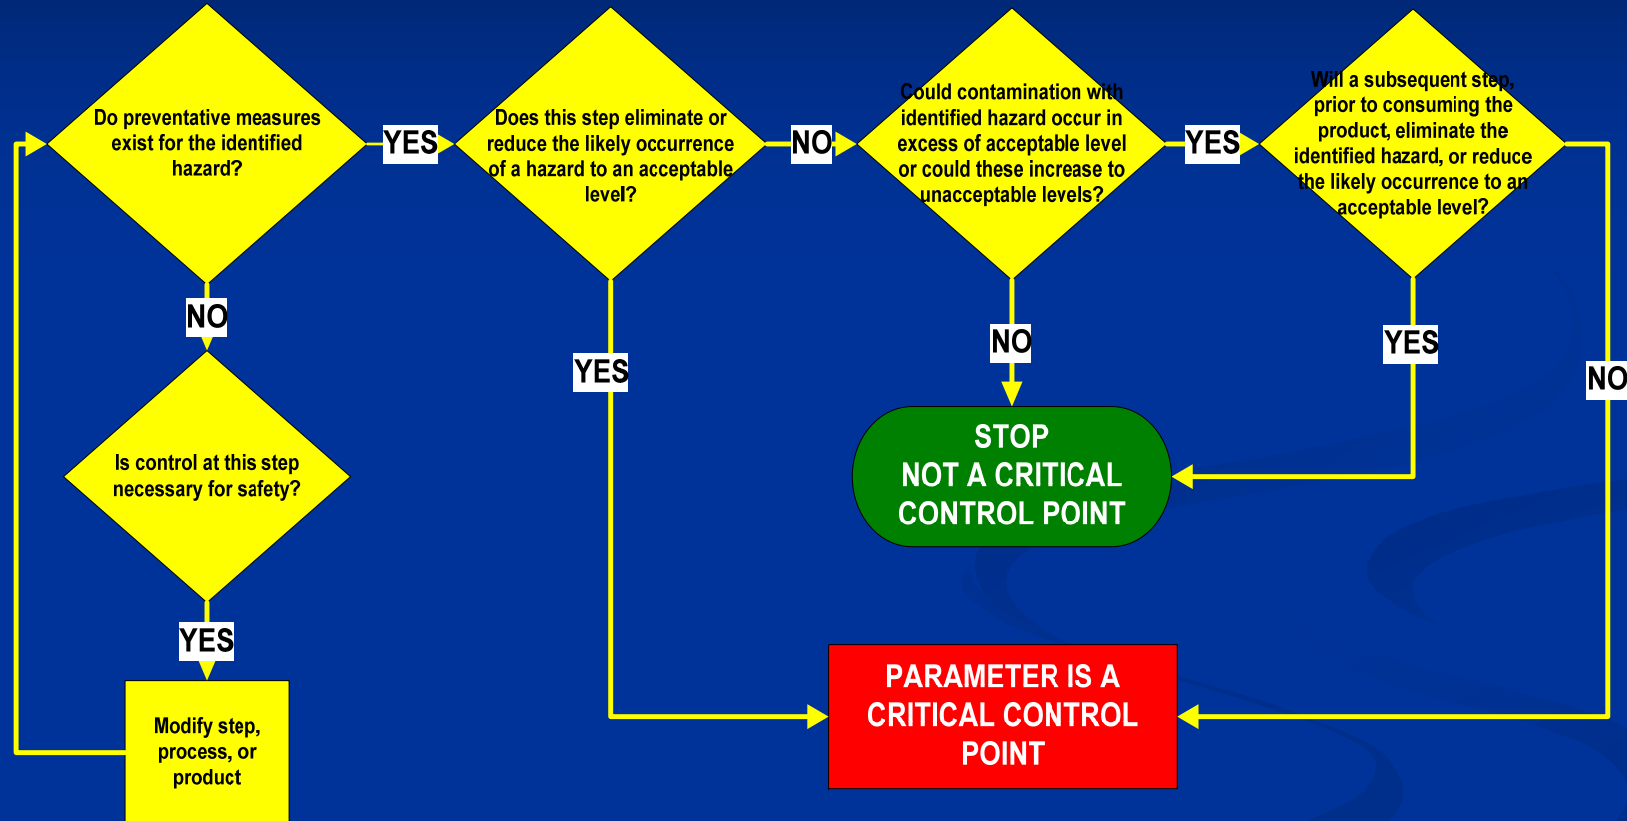 Do preventative measures
exist for the identified
hazard?
YES
Does this step eliminate or
reduce the likely occurrence
of a hazard to an acceptable
level?
NO
Could contamination with
identified hazard occur in
excess of acceptable level
or could these increase to
unacceptable levels?
YES
Will a subsequent step,
prior to consuming the
product, eliminate the
identified hazard, or reduce
the likely occurrence to an
acceptable level?
NO
YES
NO
YES
NO
Is control at this step
necessary for safety?
YES
Modify step,
process, or
product
STOP
NOT A CRITICAL
CONTROL POINT
PARAMETER IS A
CRITICAL CONTROL
POINT